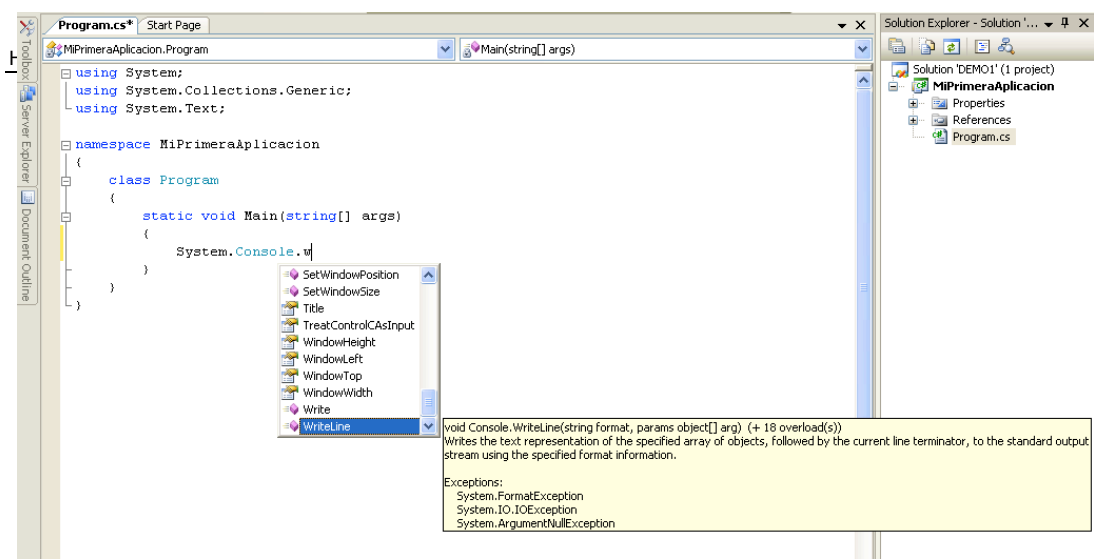 Program.cs* Start Page
MiPrimeraAplicacion.Program Main(string[] args)
using System;
using System.Collections.Generic;
using System.Text;
namespace MiPrimeraAplicacion
{
class Program
{
static void Main(string[] args)
{
System.Console.w
}
}
}
SetWindowPosition
SetWindowSize
Title
TreatControlCAsInput
WindowHeight
WindowLeft
WindowTop
WindowWidth
Write
WriteLine
void Console.WriteLine(string format, params object[] arg) (+ 18 overload(s))
Writes the text representation of the specified array of objects, followed by the current line terminator, to the standard output
stream using the specified format information.
Exceptions:
System.FormatException
System.IO.IOException
System.ArgumentNullException
Toolbox
Server Explorer
Document Outline
Solution Explorer - Solution '...
Solution 'DEMO1' (1 project)
MiPrimeraAplicacion
Properties
References
Program.cs